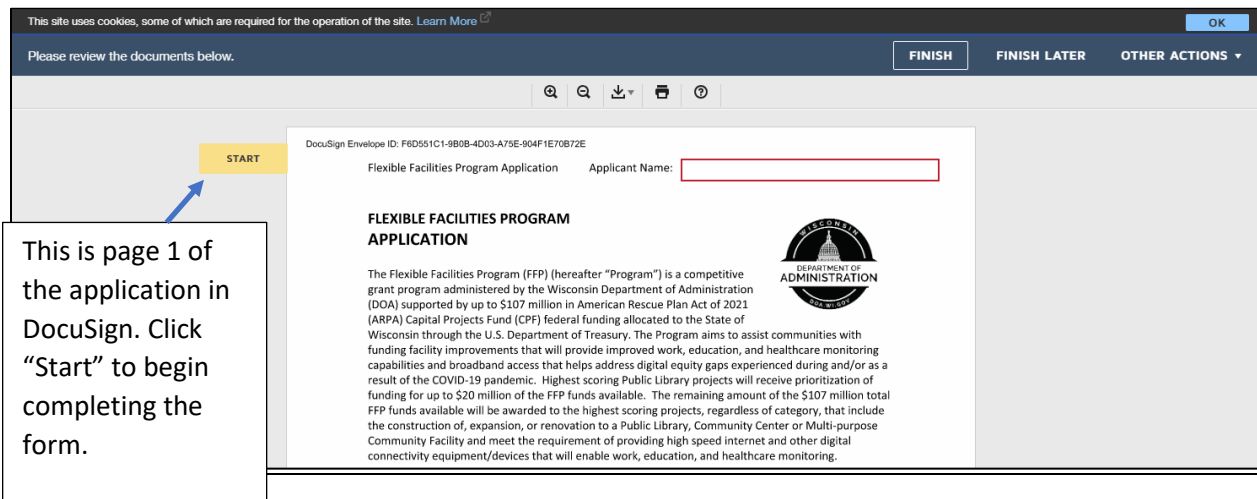 This site uses cookies, some of which are required for the operation of the site. Learn More
OK
Please review the documents below.
FINISH
FINISH LATER
OTHER ACTIONS
START
DocuSign Envelope ID: F6D551C1-9B0B-4D03-A75E-904F1E70B72E
Flexible Facilities Program Application
Applicant Name:
This is page 1 of
the application in
DocuSign. Click
“Start” to begin
completing the
form.
FLEXIBLE FACILITIES PROGRAM
APPLICATION
WISCONSIN
DEPARTMENT OF
ADMINISTRATION
DOA.WI.GOV
The Flexible Facilities Program (FFP) (hereafter “Program”) is a competitive
grant program administered by the Wisconsin Department of Administration
(DOA) supported by up to $107 million in American Rescue Plan Act of 2021
(ARPA) Capital Projects Fund (CPF) federal funding allocated to the State of
Wisconsin through the U.S. Department of Treasury. The Program aims to assist communities with
funding facility improvements that will provide improved work, education, and healthcare monitoring
capabilities and broadband access that helps address digital equity gaps experienced during and/or as a
result of the COVID-19 pandemic. Highest scoring Public Library projects will receive prioritization of
funding for up to $20 million of the FFP funds available. The remaining amount of the $107 million total
FFP funds available will be awarded to the highest scoring projects, regardless of category, that include
the construction of, expansion, or renovation to a Public Library, Community Center or Multi-purpose
Community Facility and meet the requirement of providing high speed internet and other digital
connectivity equipment/devices that will enable work, education, and healthcare monitoring.